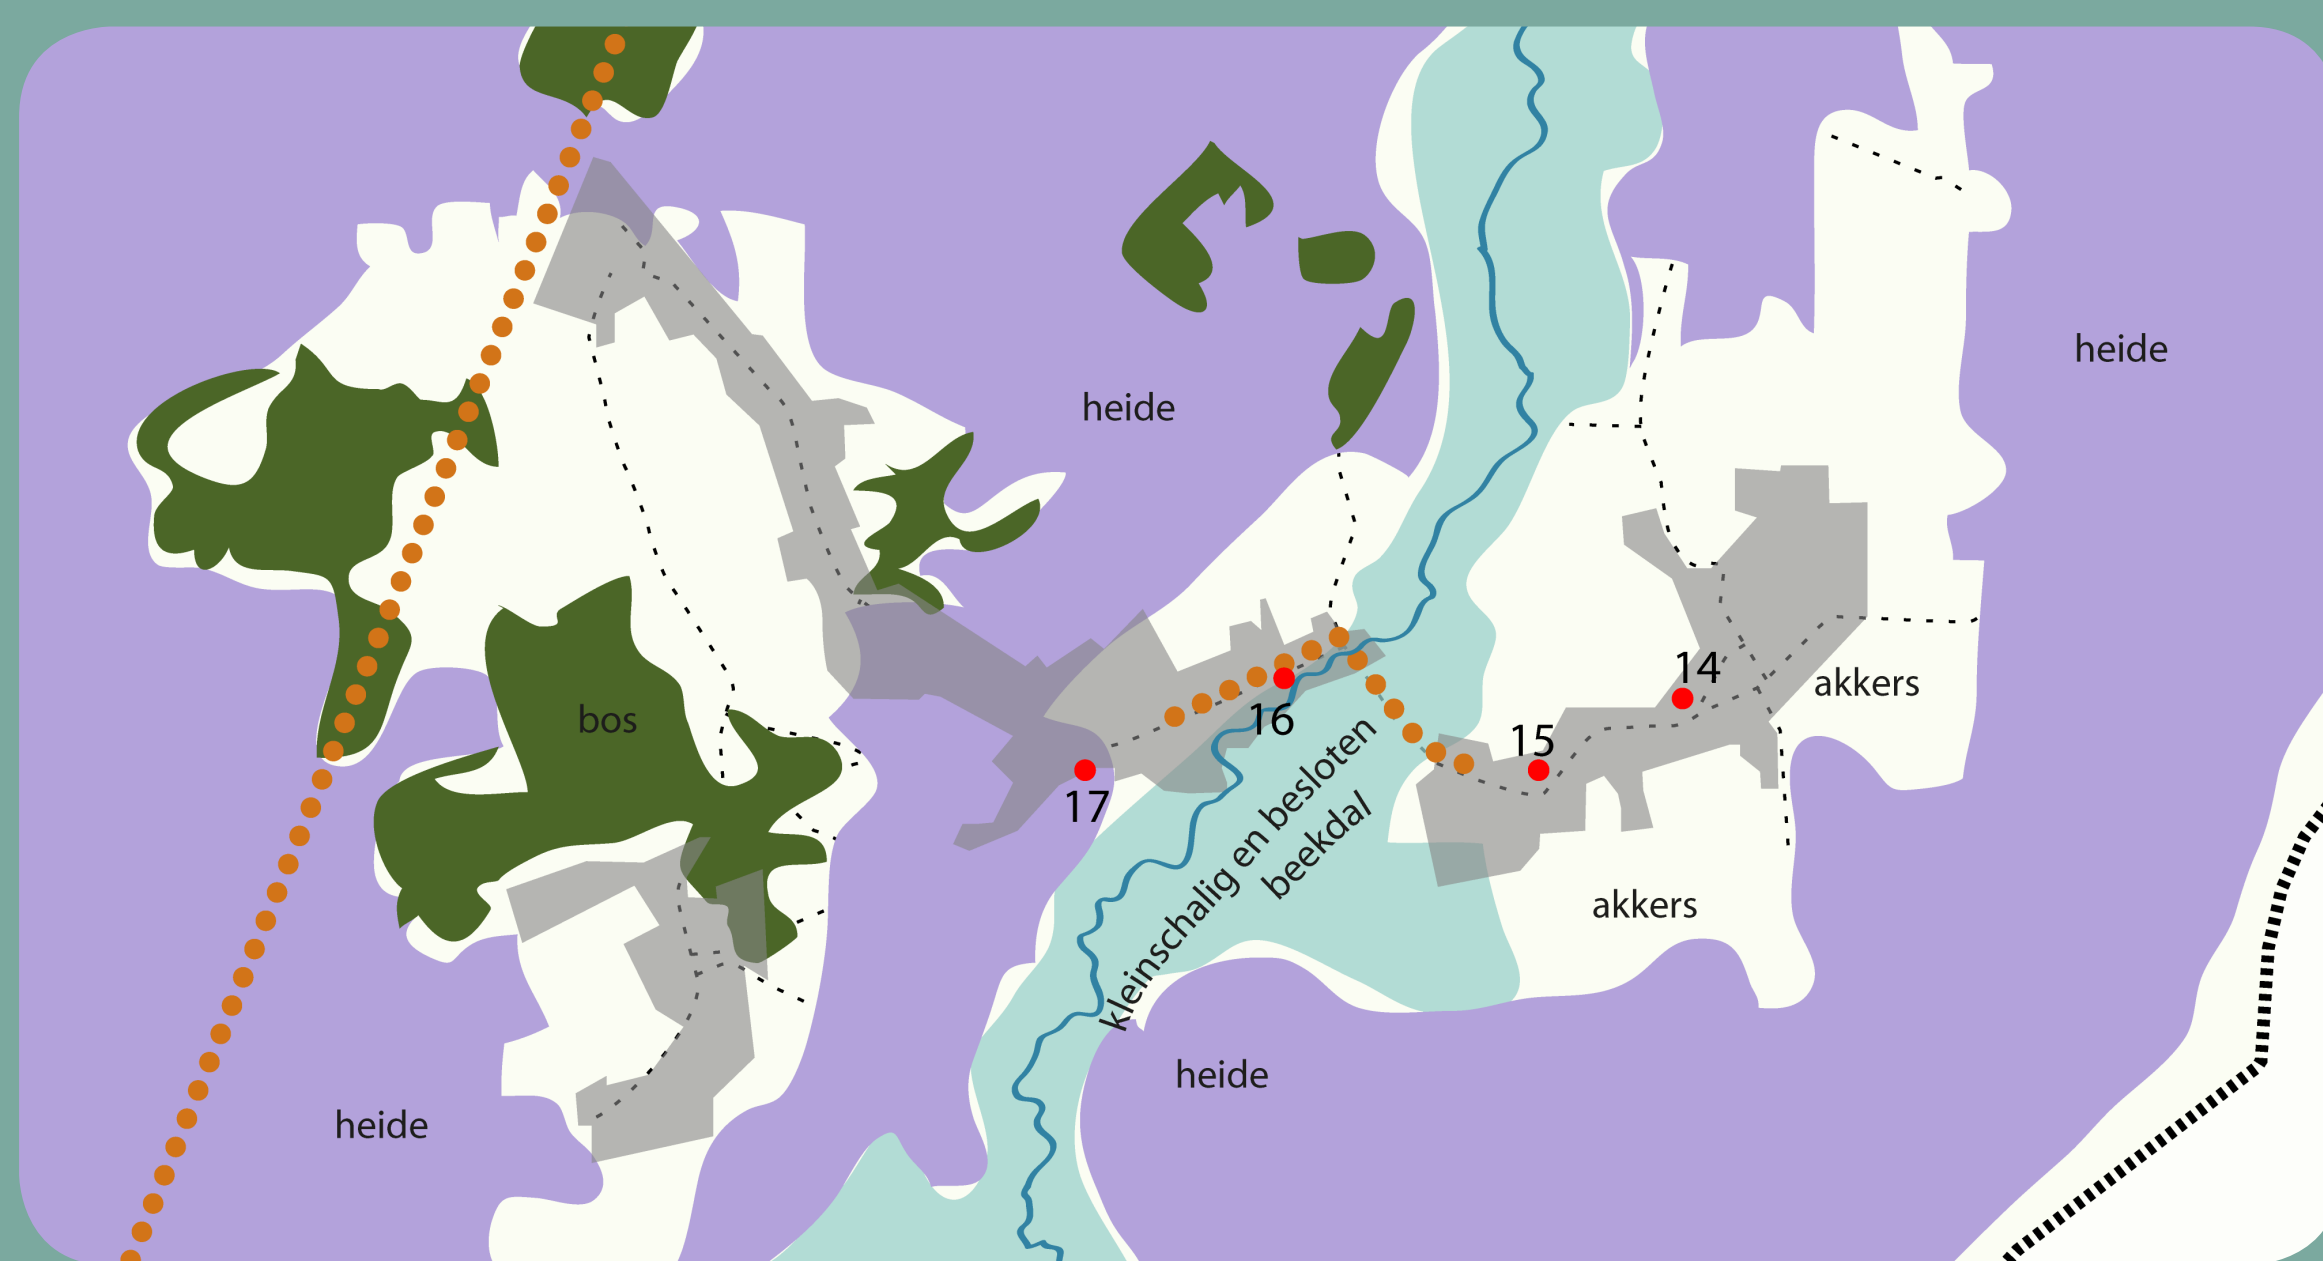 heide
heide
14
akkers
bos
16
15
17
kleinschalig en besloten
beekdal
akkers
heide
heide